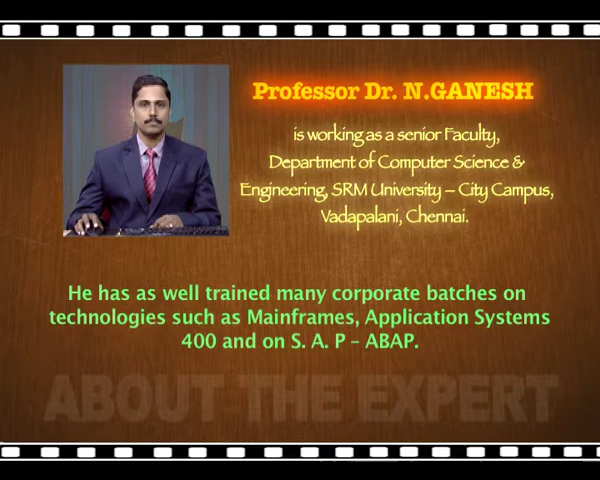 Professor Dr. N.GANESH
is working as a senior Faculty,
Department of Computer Science &
Engineering, SRM University – City Campus,
Vadapalani, Chennai.
He has as well trained many corporate batches on
technologies such as Mainframes, Application Systems
400 and on S. A. P – ABAP.
ABOUT THE EXPERT